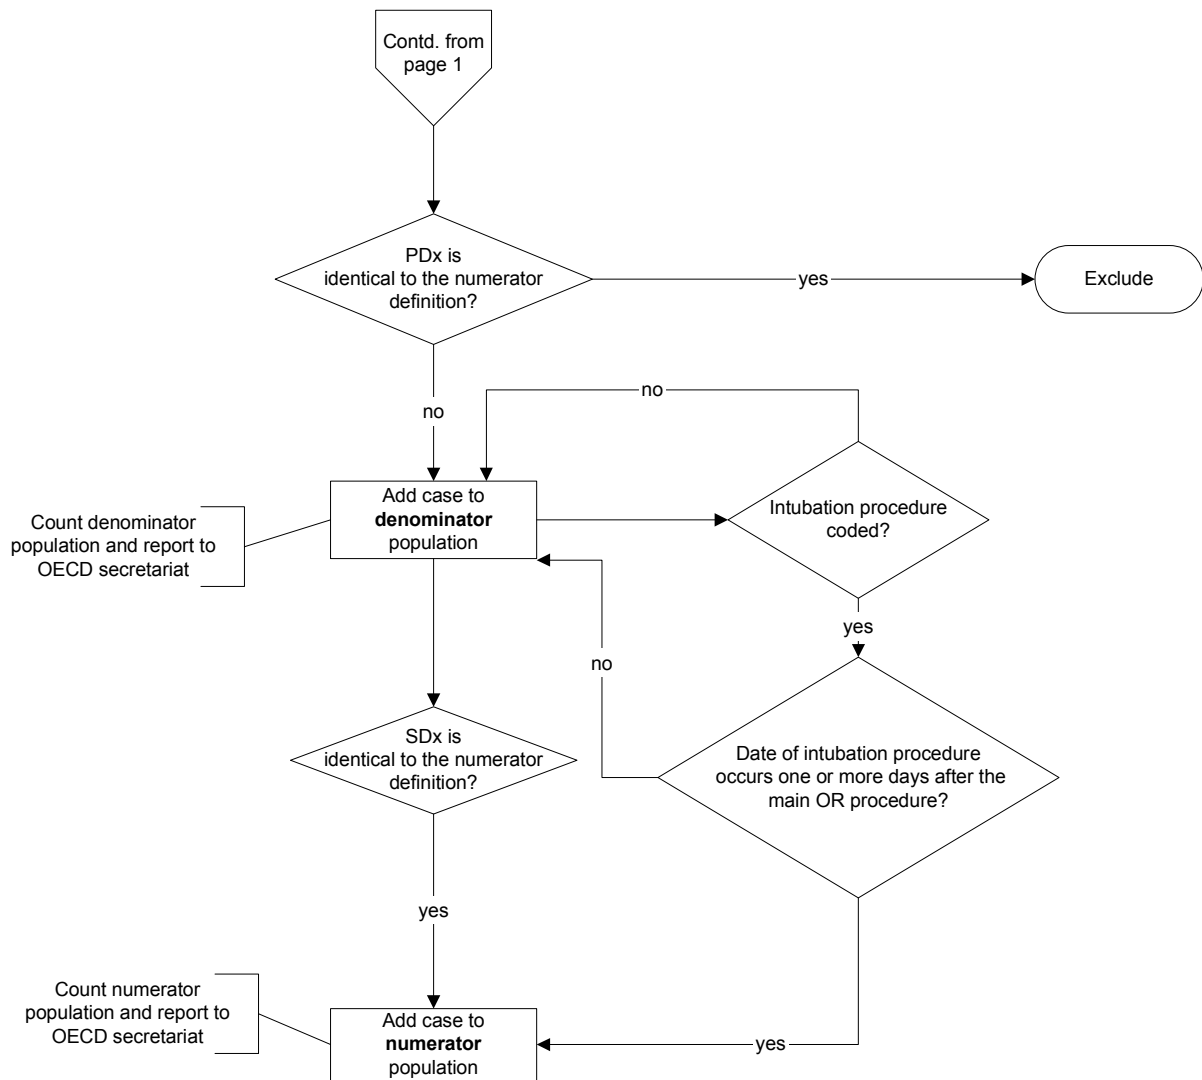 Contd. from
page 1
PDx is
identical to the numerator
definition?
yes
Exclude
no
no
Add case to
denominator
population
Count denominator
population and report to
OECD secretariat
Intubation procedure
coded?
yes
no
SDx is
identical to the numerator
definition?
Date of intubation procedure
occurs one or more days after the
main OR procedure?
yes
Count numerator
population and report to
OECD secretariat
Add case to
numerator
population
yes